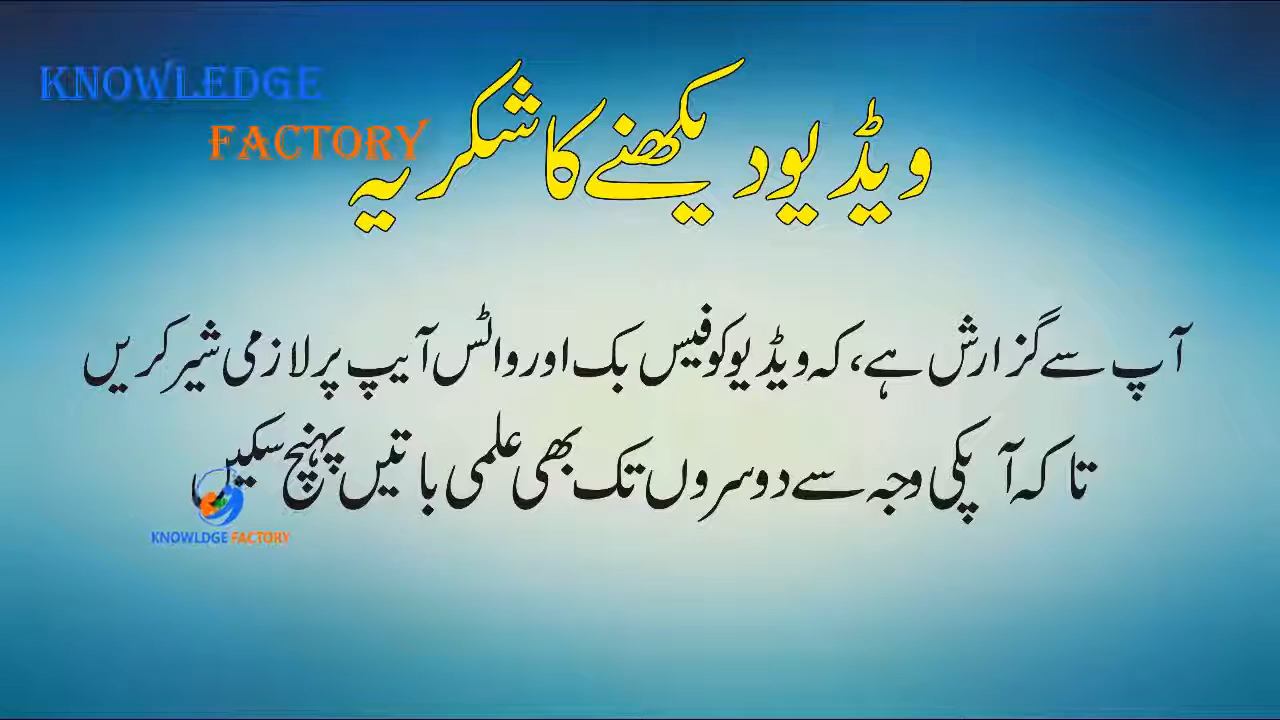 KNOWLEDGE
FACTORY
ویڈیو دیکھنے کا شکریہ
آپ سے گزارش ہے، کہ ویڈیو کو فیس بک اور واٹس آیپ پر لازمی شیر کریں
تاکہ آپکی وجہ سے دوسروں تک بھی علمی باتیں پہنچ سکیں
KNOWLDGE FACTORY